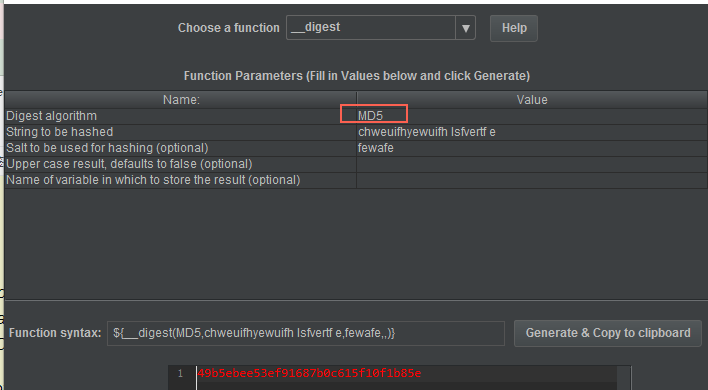 Choose a function __digest Help
Function Parameters (Fill in Values below and click Generate)
Name: Value
Digest algorithm MD5
String to be hashed chweuifhyewuifh lsfvertf e
Salt to be used for hashing (optional) fewafe
Upper case result, defaults to false (optional)
Name of variable in which to store the result (optional)
Function syntax: ${__digest(MD5,chweuifhyewuifh lsfvertf e,fewafe,,)} Generate & Copy to clipboard
1 49b5ebee53ef91687b0c615f10f1b85e